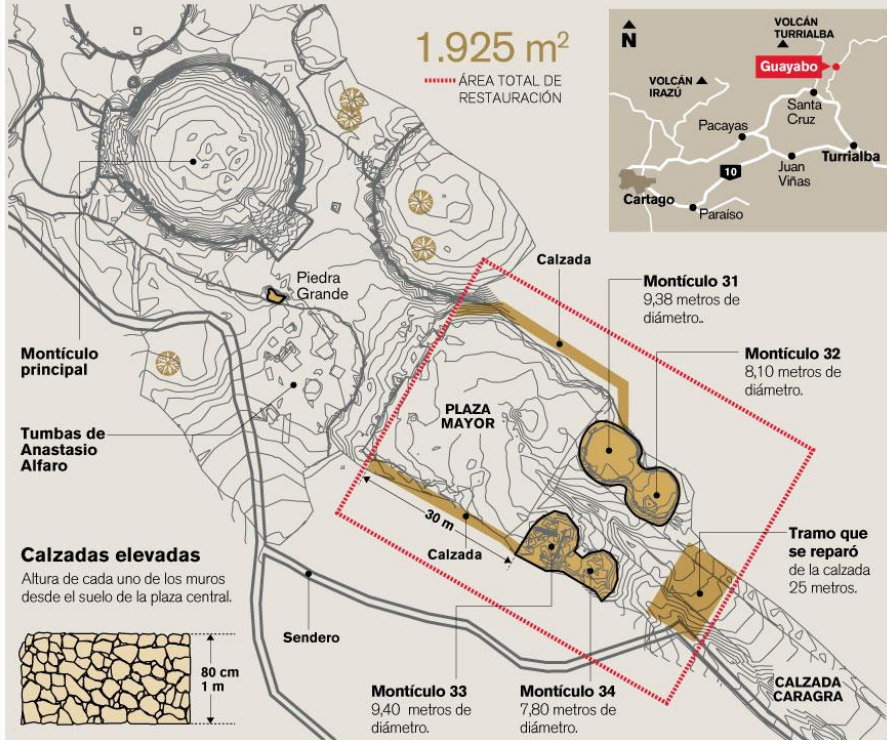 1.925 m²
ÁREA TOTAL DE
RESTAURACIÓN
N
VOLCÁN
TURRIALBA
Guayabo
VOLCÁN
IRAZÚ
Santa
Cruz
Pacayas
Turrialba
10
Juan
Viñas
Cartago
Paraíso
Calzada
Piedra
Grande
Montículo 31
9,38 metros de
diámetro..
Montículo
principal
Montículo 32
8,10 metros de
diámetro.
PLAZA
MAYOR
Tumbas de
Anastasio
Alfaro
30 m
Calzada
Tramo que
se reparó
de la calzada
25 metros.
Calzadas elevadas
Altura de cada uno de los muros
desde el suelo de la plaza central.
80 cm
1 m
Sendero
Montículo 33
9,40 metros de
diámetro.
Montículo 34
7,80 metros de
diámetro.
CALZADA
CARAGRA